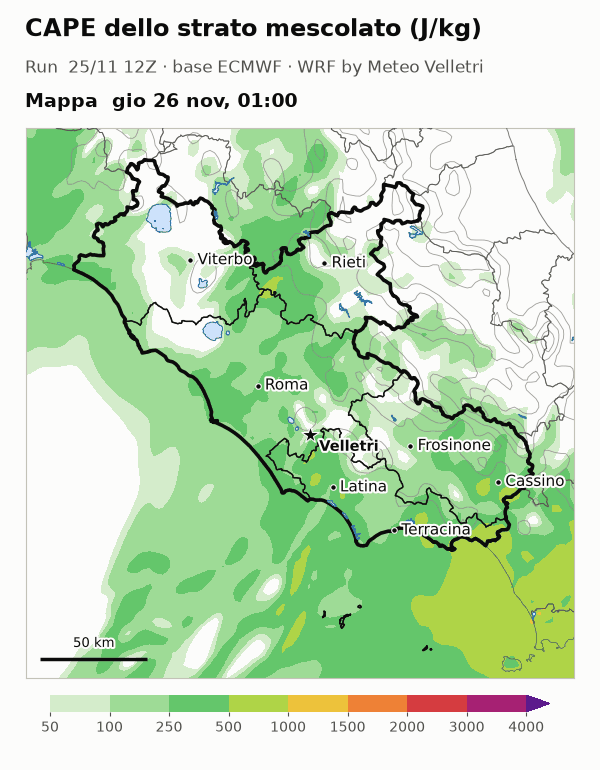 CAPE dello strato mescolato (J/kg)
Run  25/11 12Z · base ECMWF · WRF by Meteo Velletri
Mappa  gio 26 nov, 01:00
Viterbo
Rieti
Roma
Velletri
Frosinone
Latina
Cassino
Terracina
50 km
50 100 250 500 1000 1500 2000 3000 4000